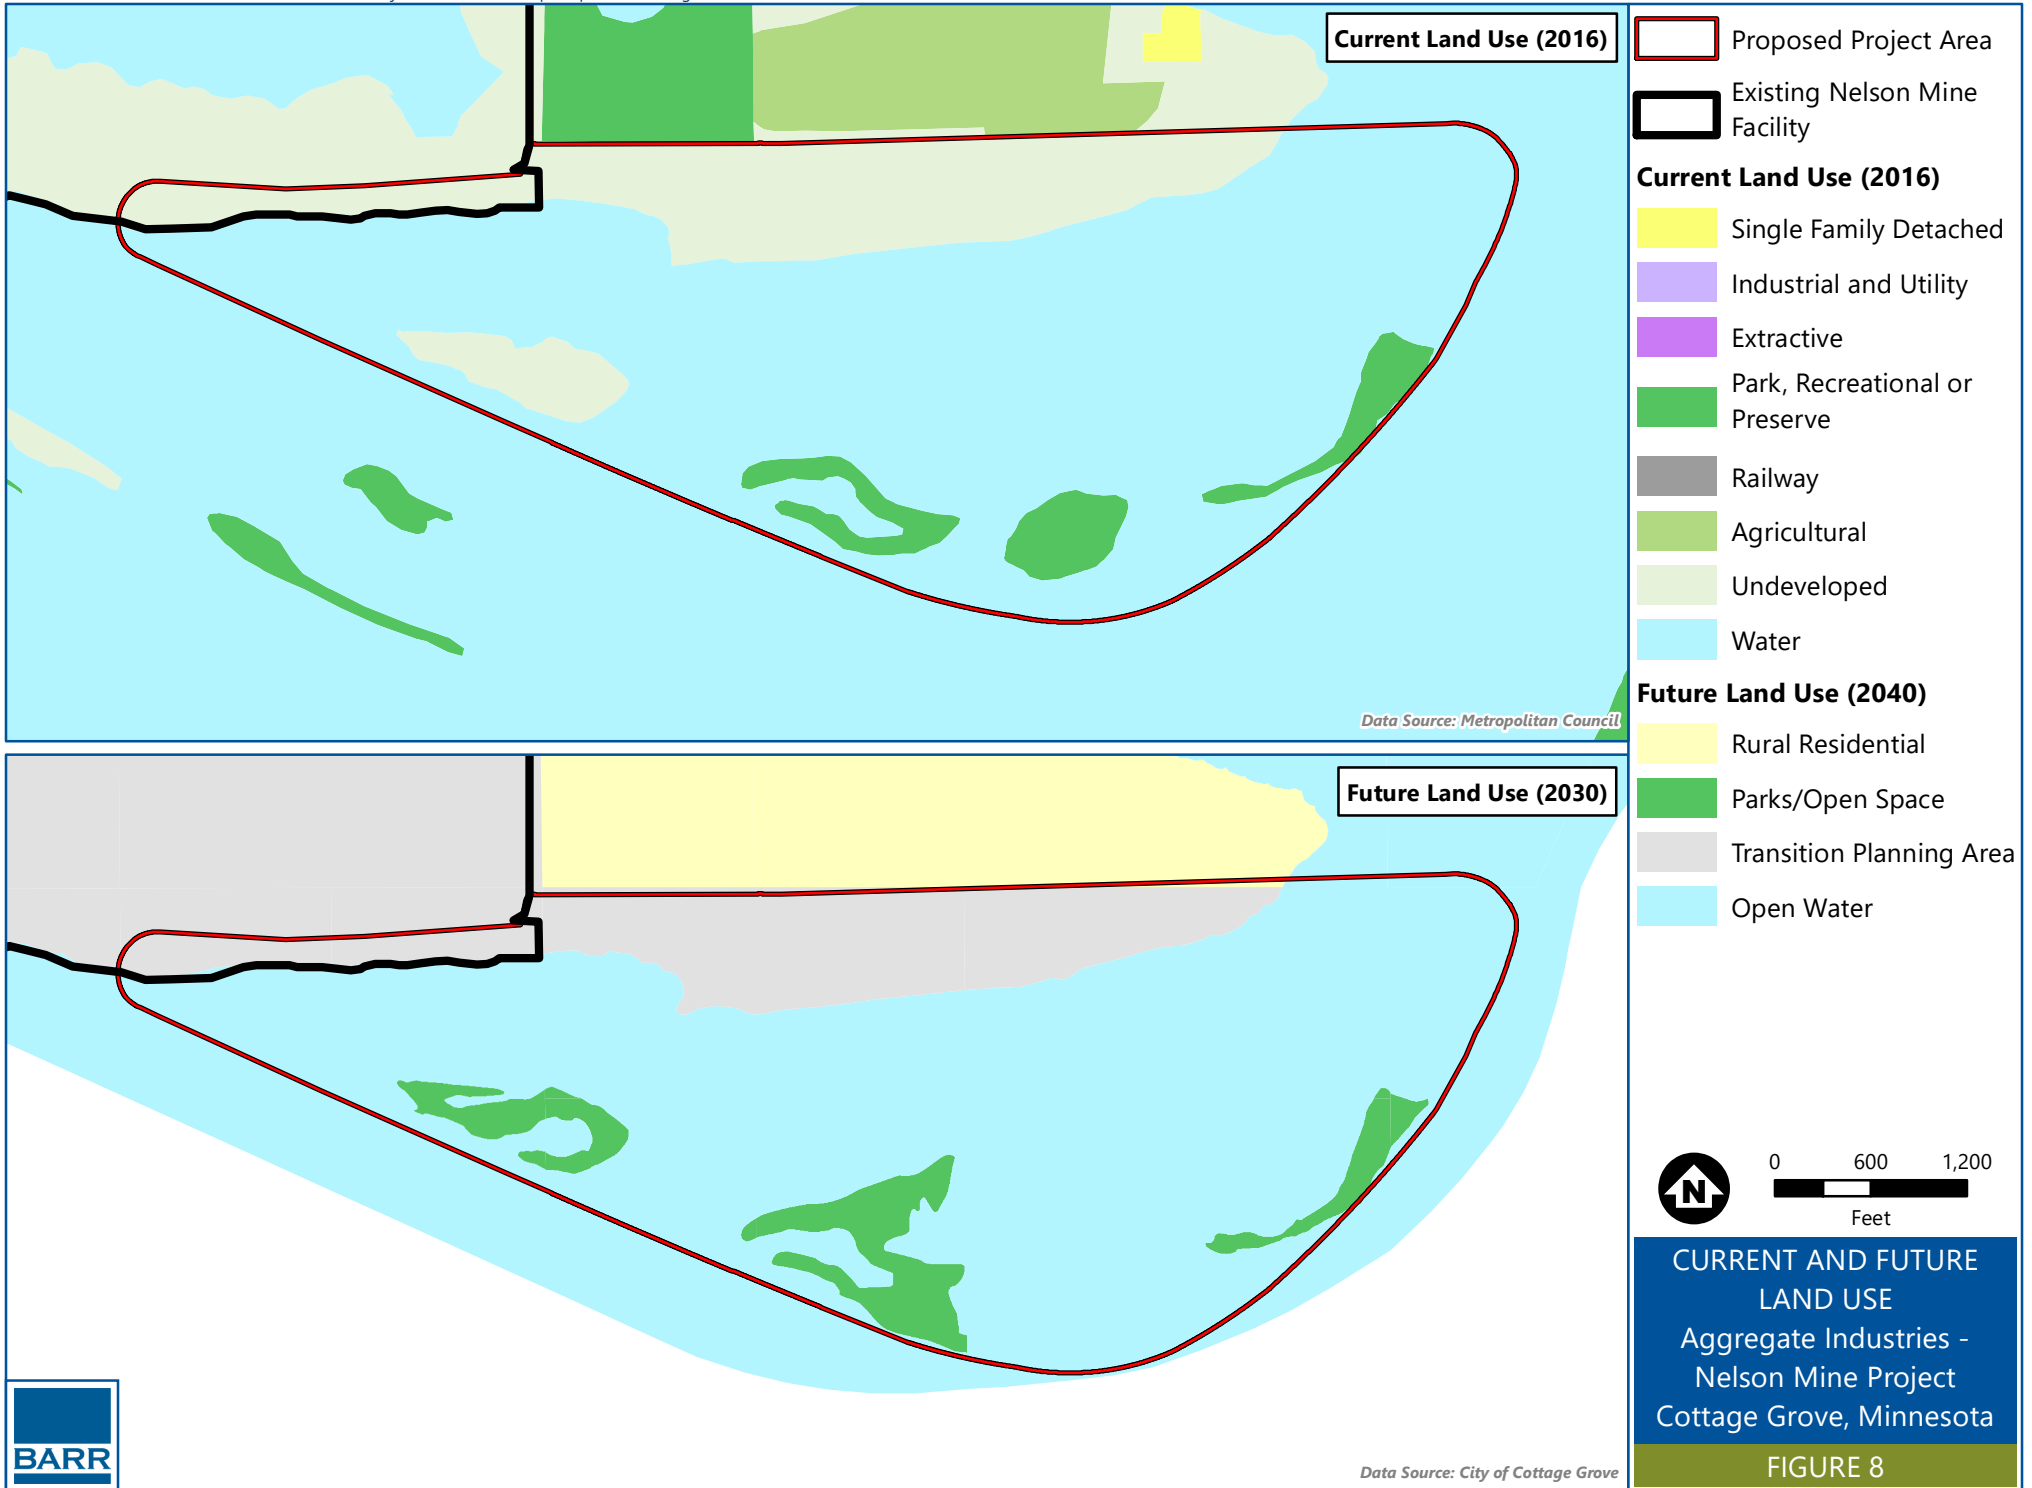 Current Land Use (2016)
Data Source: Metropolitan Council
Future Land Use (2030)
Data Source: City of Cottage Grove
BARR
Proposed Project Area
Existing Nelson Mine
Facility
Current Land Use (2016)
Single Family Detached
Industrial and Utility
Extractive
Park, Recreational or
Preserve
Railway
Agricultural
Undeveloped
Water
Future Land Use (2040)
Rural Residential
Parks/Open Space
Transition Planning Area
Open Water
N
0 600 1,200
Feet
CURRENT AND FUTURE
LAND USE
Aggregate Industries -
Nelson Mine Project
Cottage Grove, Minnesota
FIGURE 8